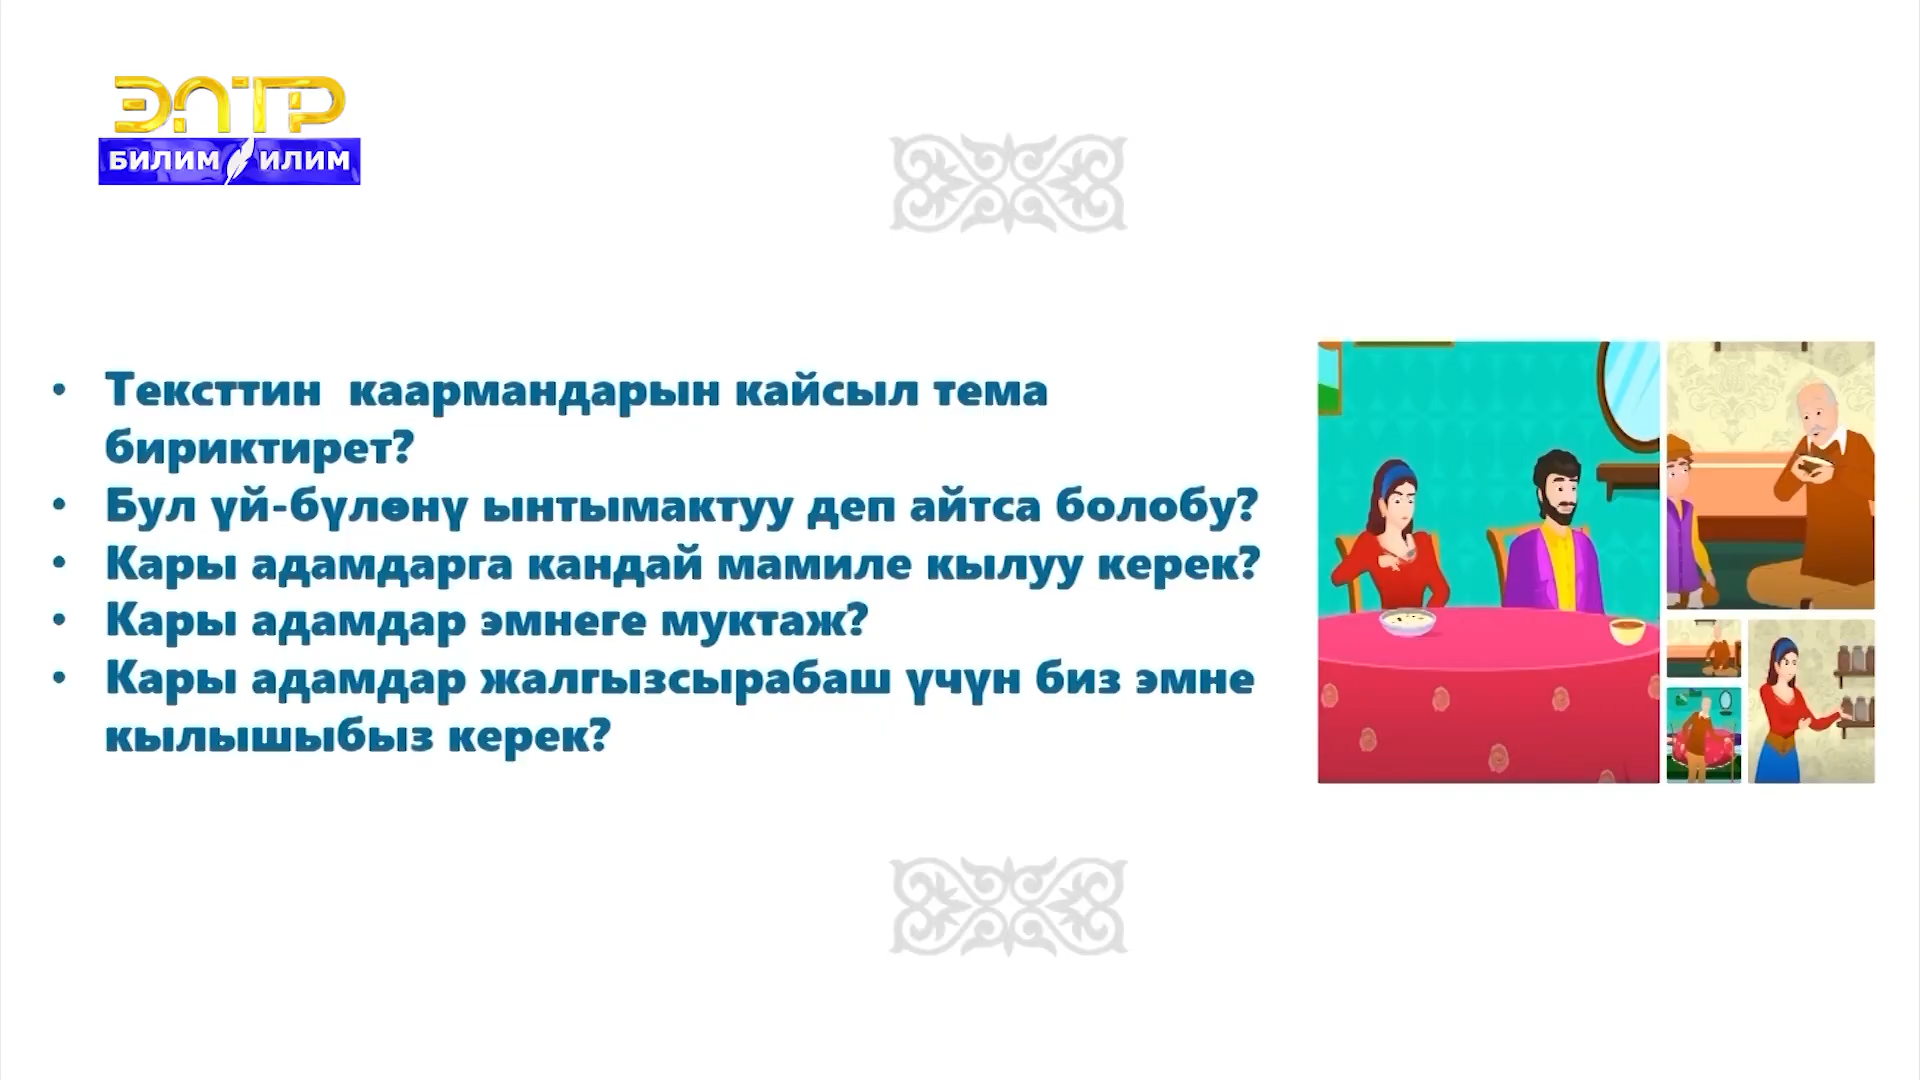 ЭЛТР
БИЛИМ ИЛИМ
• Тексттин каармандарын кайсыл тема
бириктирет?
• Бул үй-бүлөнү ынтымактуу деп айтса болобу?
• Кары адамдарга кандай мамиле кылуу керек?
• Кары адамдар эмнеге муктаж?
• Кары адамдар жалгызсырабаш үчүн биз эмне
кылышыбыз керек?